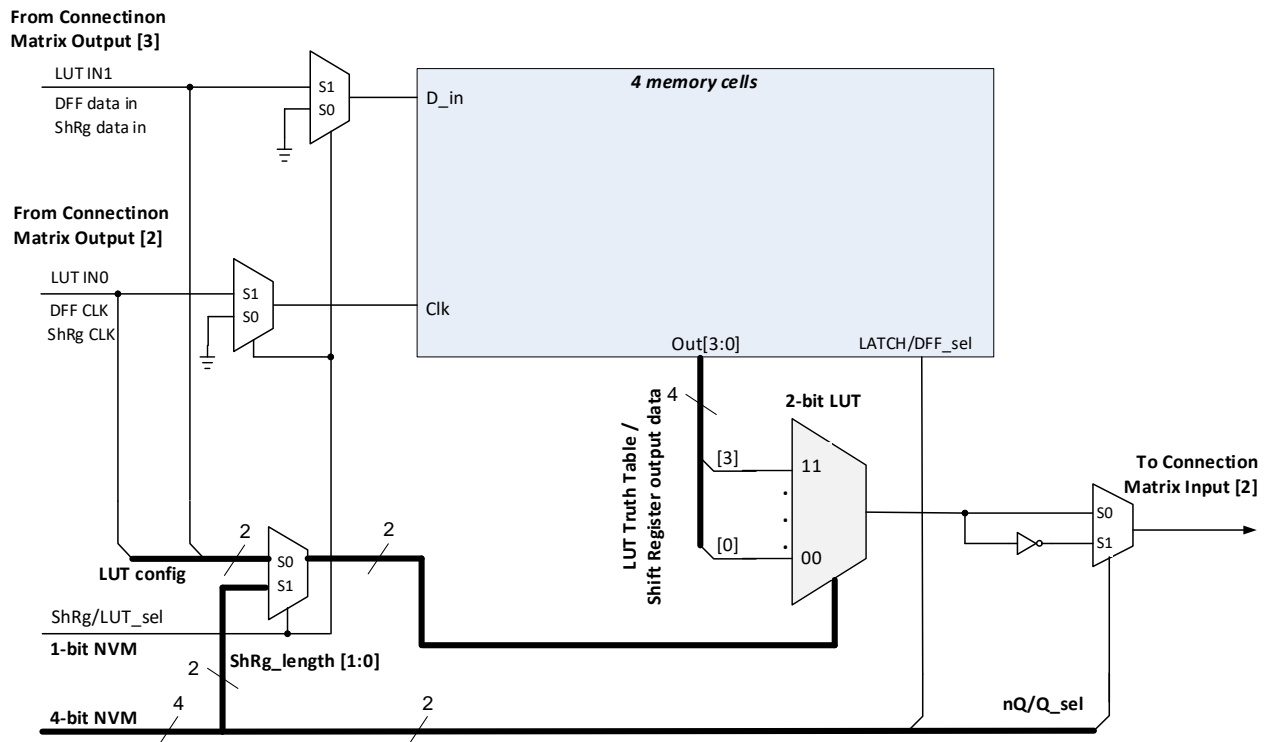 From Connectinon
Matrix Output [3]
LUT IN1
DFF data in
ShRg data in
S1
S0
4 memory cells
D_in
From Connectinon
Matrix Output [2]
LUT IN0
DFF CLK
ShRg CLK
S1
S0
Clk
Out[3:0]
LATCH/DFF_sel
LUT Truth Table /
Shift Register output data
4
2-bit LUT
[3]
11
[0]
00
To Connection
Matrix Input [2]
S0
S1
2
2
LUT config
S0
S1
ShRg/LUT_sel
1-bit NVM
ShRg_length [1:0]
2
nQ/Q_sel
4-bit NVM
4
2